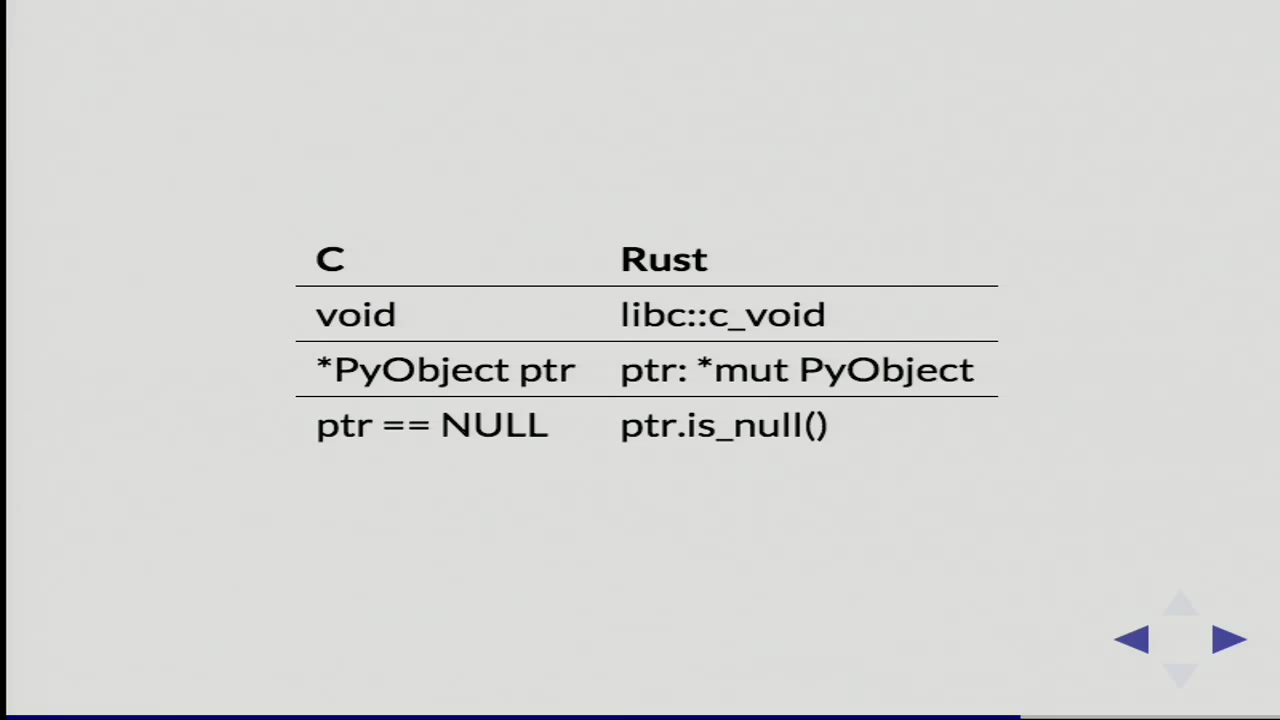 C Rust
void libc::c_void
*PyObject ptr ptr: *mut PyObject
ptr == NULL ptr.is_null()